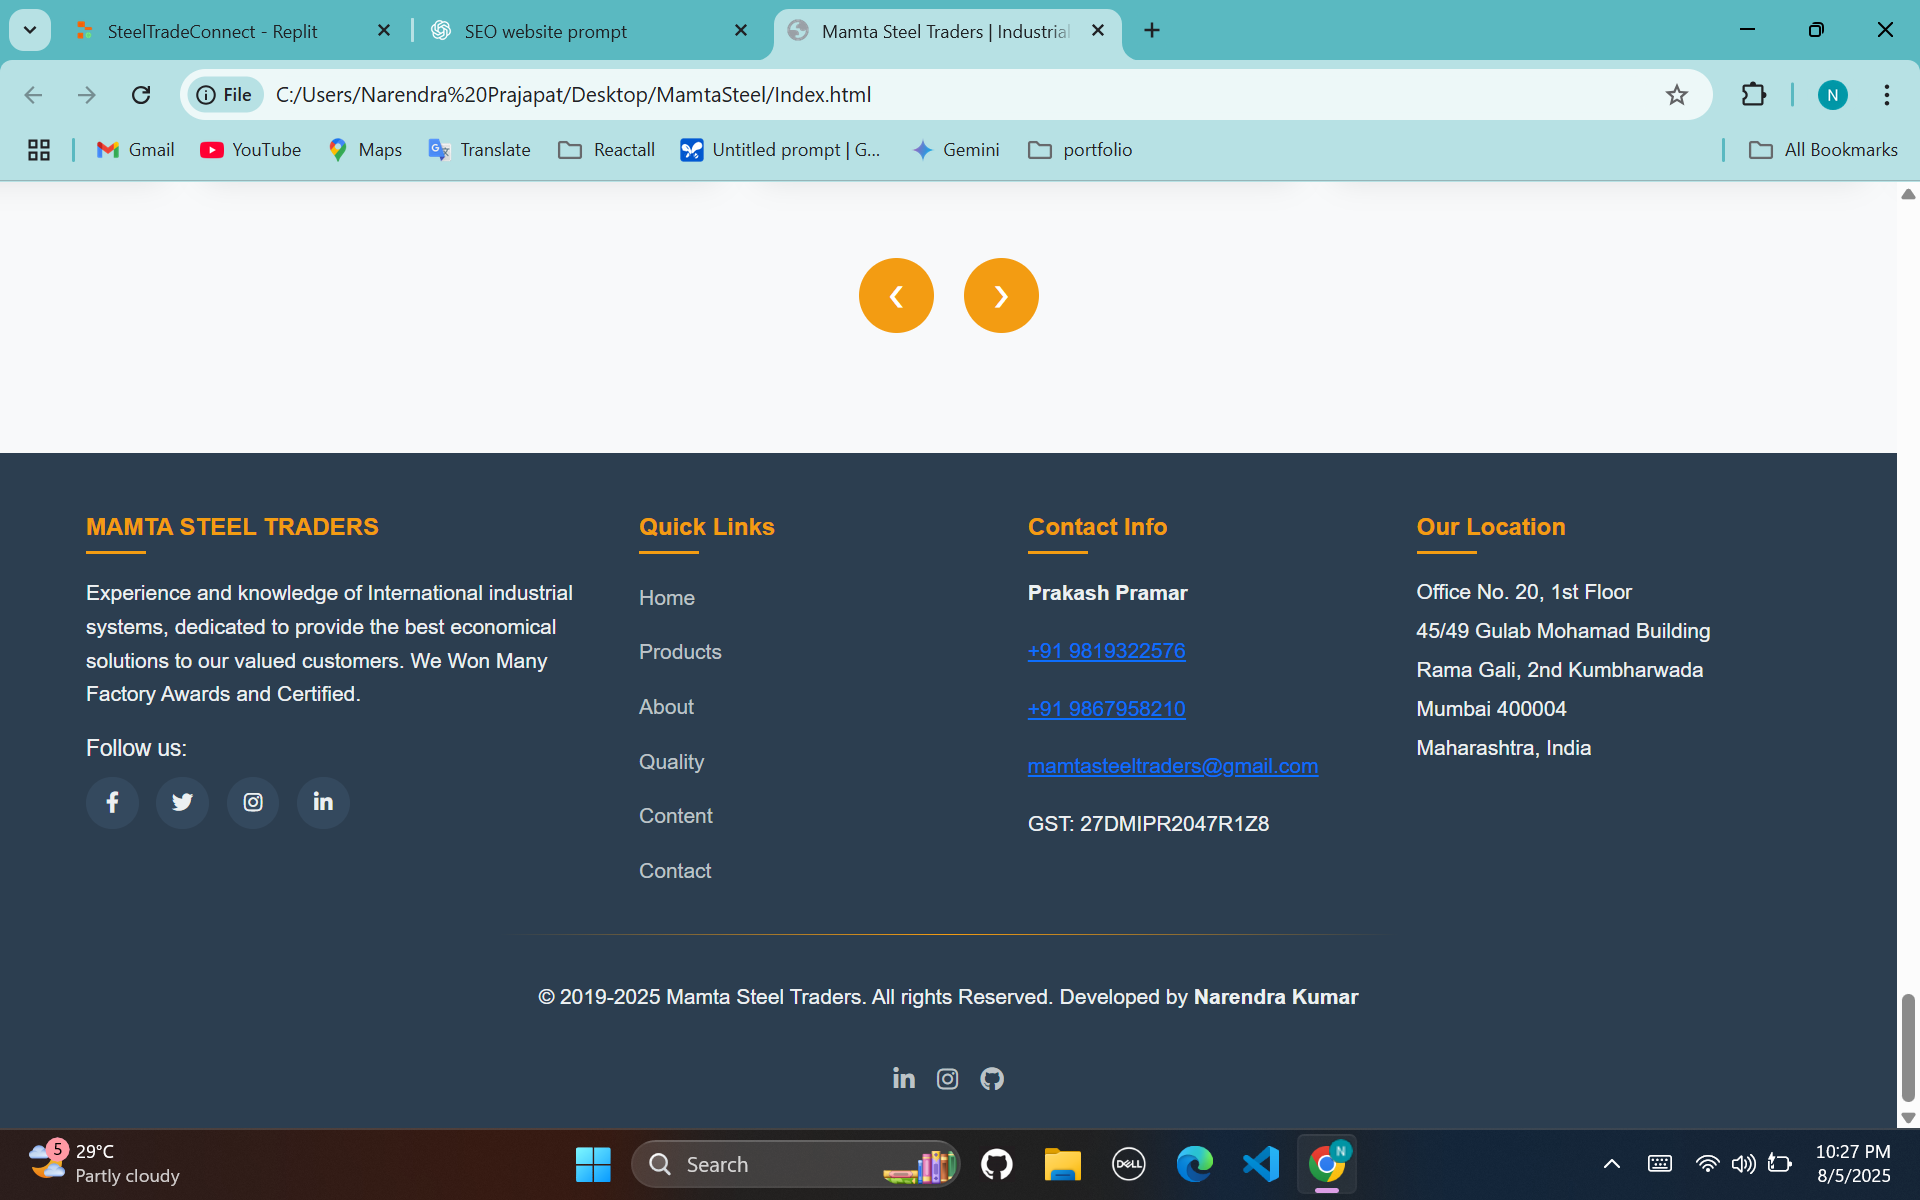 SteelTradeConnect - Replit
SEO website prompt
Mamta Steel Traders | Industrial
File
C:/Users/Narendra%20Prajapat/Desktop/MamtaSteel/Index.html
N
Gmail
YouTube
Maps
Translate
Reactall
Untitled prompt | G...
Gemini
portfolio
All Bookmarks
MAMTA STEEL TRADERS
Experience and knowledge of International industrial
systems, dedicated to provide the best economical
solutions to our valued customers. We Won Many
Factory Awards and Certified.
Follow us:
Quick Links
Home
Products
About
Quality
Content
Contact
Contact Info
Prakash Pramar
+91 9819322576
+91 9867958210
mamtasteeltraders@gmail.com
GST: 27DMIPR2047R1Z8
Our Location
Office No. 20, 1st Floor
45/49 Gulab Mohamad Building
Rama Gali, 2nd Kumbharwada
Mumbai 400004
Maharashtra, India
© 2019-2025 Mamta Steel Traders. All rights Reserved. Developed by Narendra Kumar
5
29°C
Partly cloudy
Search
DELL
N
10:27 PM
8/5/2025